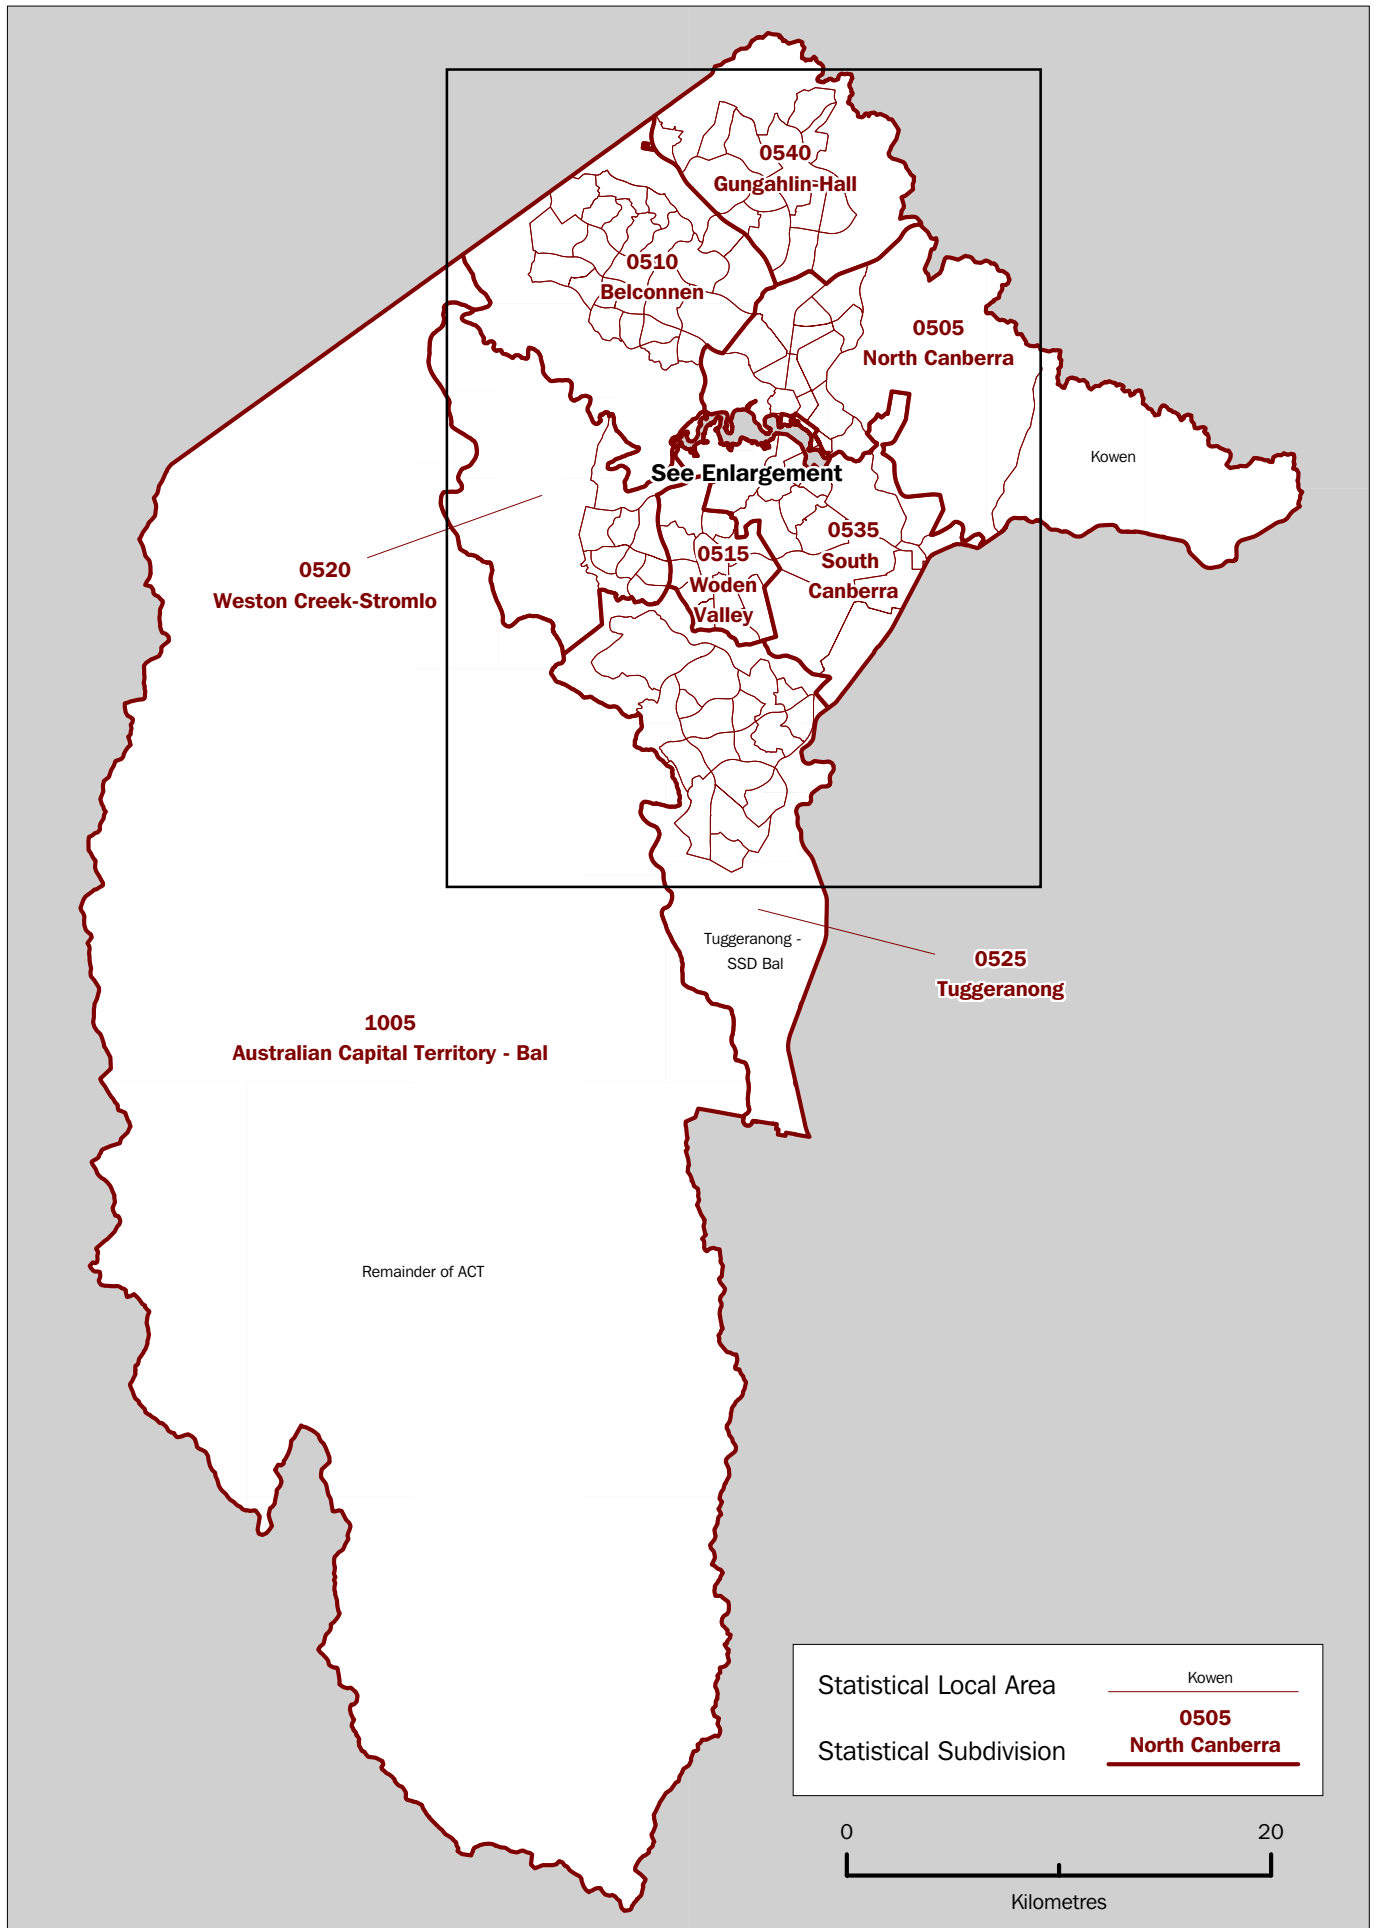 0540
Gungahlin-Hall
0510
Belconnen
0505
North Canberra
Kowen
See Enlargement
0535
South
Canberra
0515
Woden
Valley
0520
Weston Creek-Stromlo
Tuggeranong -
SSD Bal
0525
Tuggeranong
1005
Australian Capital Territory - Bal
Remainder of ACT
Statistical Local Area
Kowen
Statistical Subdivision
0505
North Canberra
0
20
Kilometres